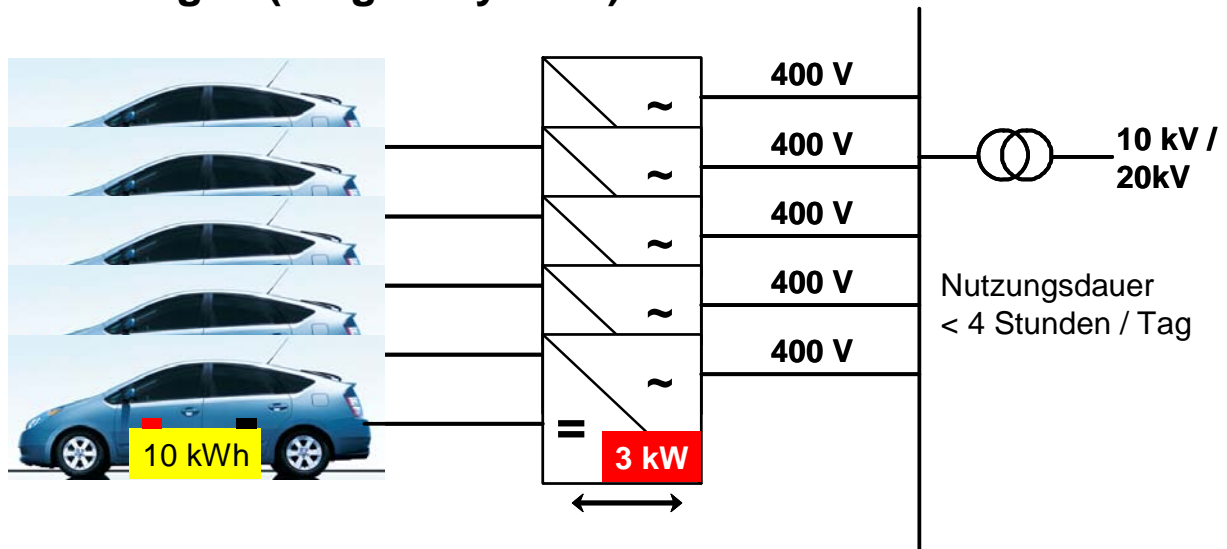 400 V
400 V
400 V
400 V
400 V
10 kV /
20kV
Nutzungsdauer
< 4 Stunden / Tag
~
~
~
~
~
=
10 kWh
3 kW